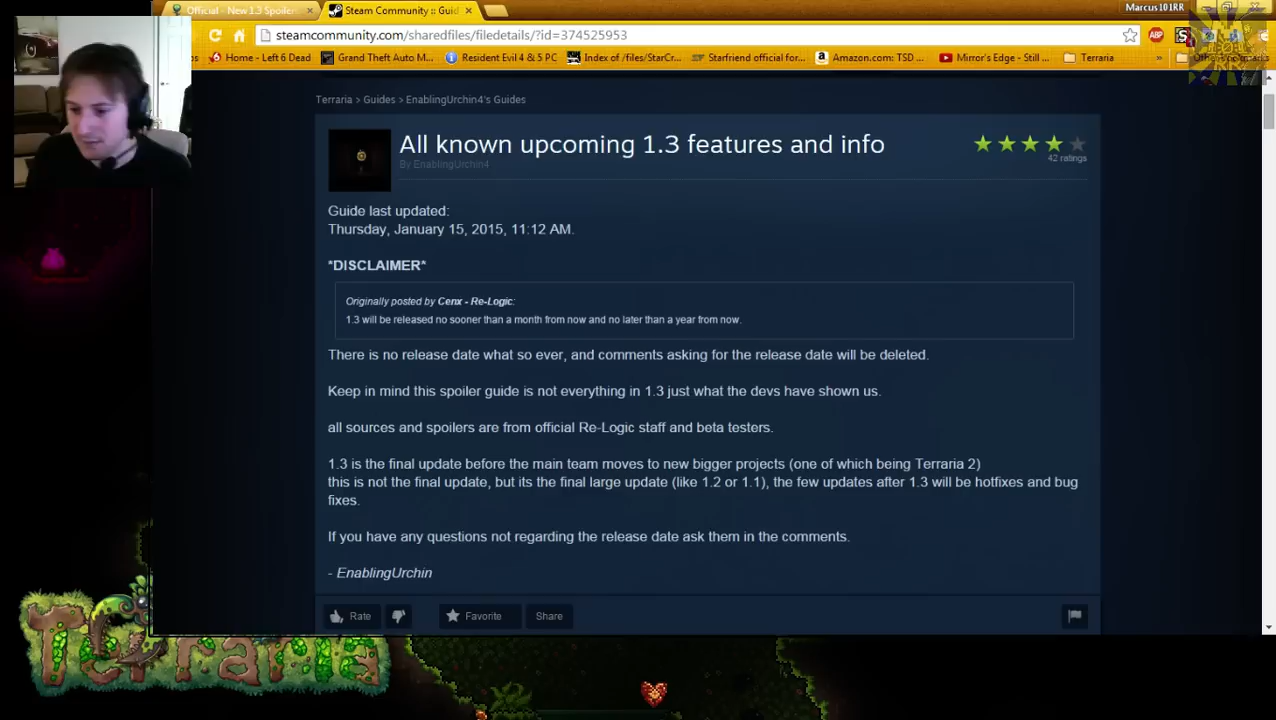 Official - New 1.3 Spoiler
Steam Community :: Guid
Marcus101RR
steamcommunity.com/sharedfiles/filedetails/?id=374525953
Home - Left 6 Dead
Grand Theft Auto M...
Resident Evil 4 & 5 PC
Index of /files/StarCr...
Starfriend official for...
Amazon.com: TSD ...
Mirror's Edge - Still ...
Terraria
»
Terraria > Guides > EnablingUrchin4's Guides
All known upcoming 1.3 features and info
By EnablingUrchin4
42 ratings
Guide last updated:
Thursday, January 15, 2015, 11:12 AM.
*DISCLAIMER*
Originally posted by Cenx - Re-Logic:
1.3 will be released no sooner than a month from now and no later than a year from now.
There is no release date what so ever, and comments asking for the release date will be deleted.
Keep in mind this spoiler guide is not everything in 1.3 just what the devs have shown us.
all sources and spoilers are from official Re-Logic staff and beta testers.
1.3 is the final update before the main team moves to new bigger projects (one of which being Terraria 2)
this is not the final update, but its the final large update (like 1.2 or 1.1), the few updates after 1.3 will be hotfixes and bug
fixes.
If you have any questions not regarding the release date ask them in the comments.
- EnablingUrchin
Rate
Favorite
Share
Terraria